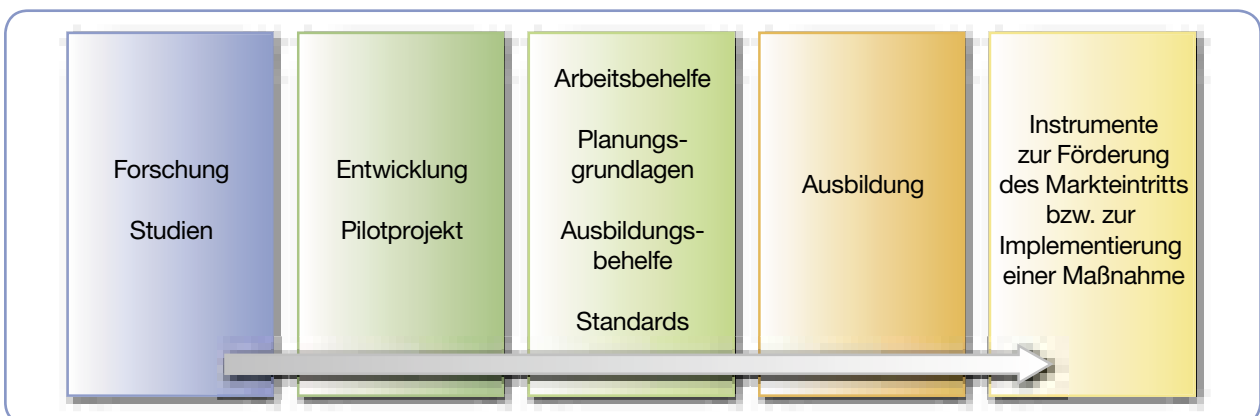 Forschung
Studien
Entwicklung
Pilotprojekt
Arbeitsbehelfe
Planungs-
grundlagen
Ausbildungs-
behelfe
Standards
Ausbildung
Instrumente
zur Förderung
des Markteintritts
bzw. zur
Implementierung
einer Maßnahme